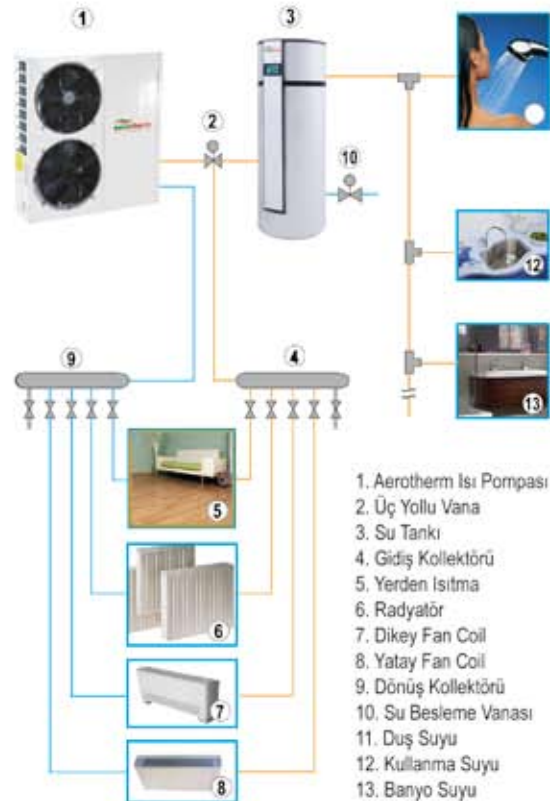 1
3
2
10
12
9
4
13
5
6
7
8
1. Aerotherm Isı Pompası
2. Üç Yollu Vana
3. Su Tankı
4. Gidiş Kollektörü
5. Yerden Isıtma
6. Radyatör
7. Dikey Fan Coil
8. Yatay Fan Coil
9. Dönüş Kollektörü
10. Su Besleme Vanası
11. Duş Suyu
12. Kullanma Suyu
13. Banyo Suyu